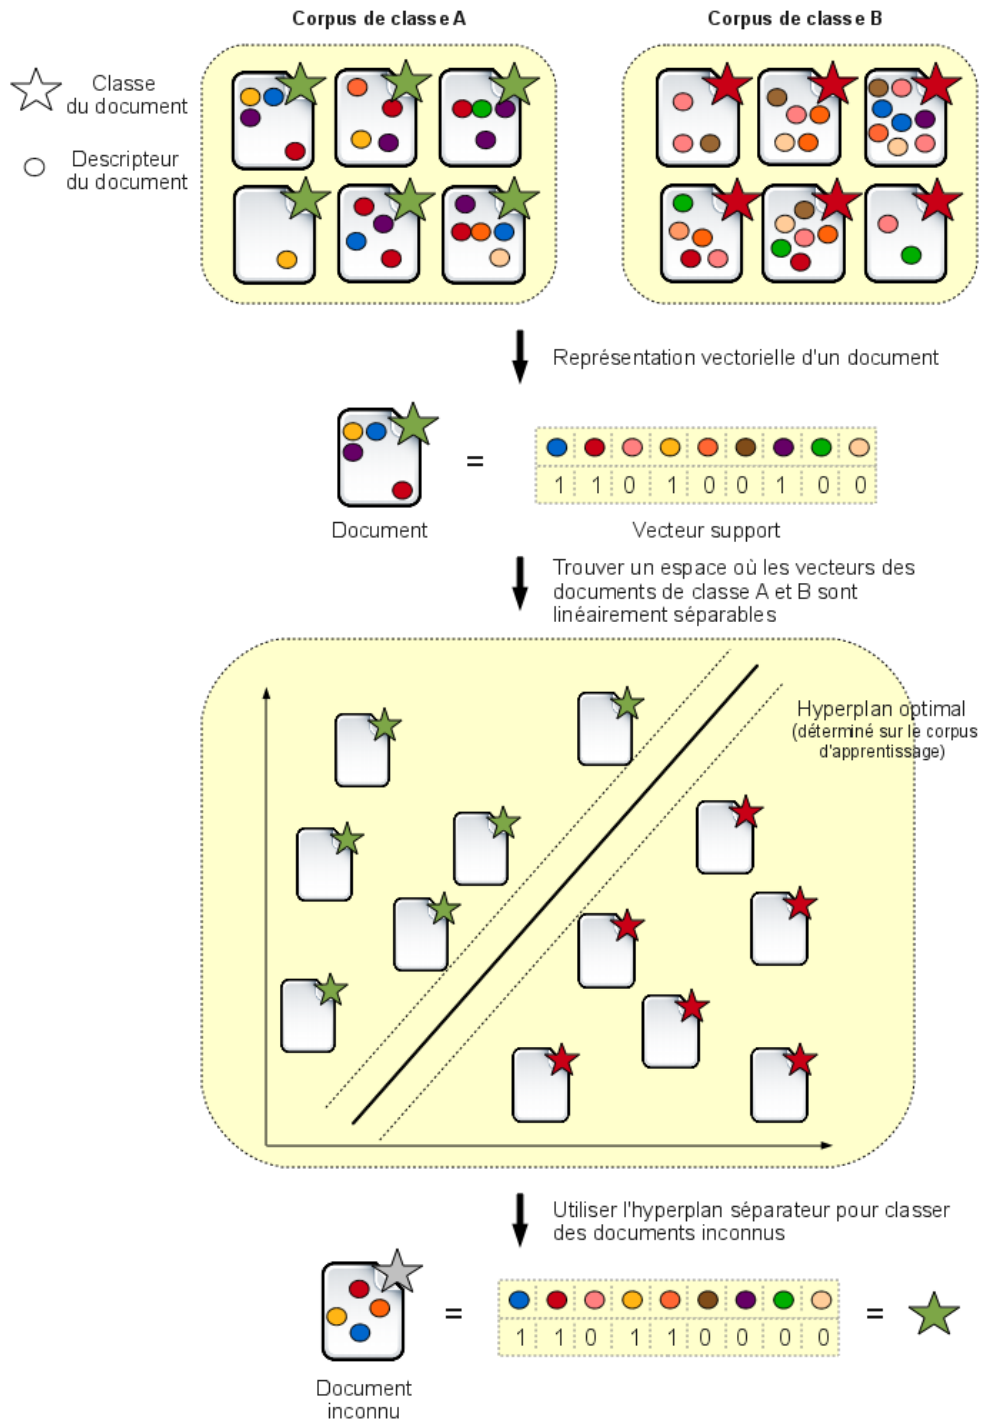 Corpus de classe A
Corpus de classe B
Classe
du document
Descripteur
du document
Représentation vectorielle d'un document
=
1 1 0 1 0 0 1 0 0
Document
Vecteur support
Trouver un espace où les vecteurs des
documents de classe A et B sont
linéairement séparables
Hyperplan optimal
(déterminé sur le corpus
d'apprentissage)
Utiliser l'hyperplan séparateur pour classer
des documents inconnus
=
1 1 0 1 1 0 0 0 0
=
Document
inconnu